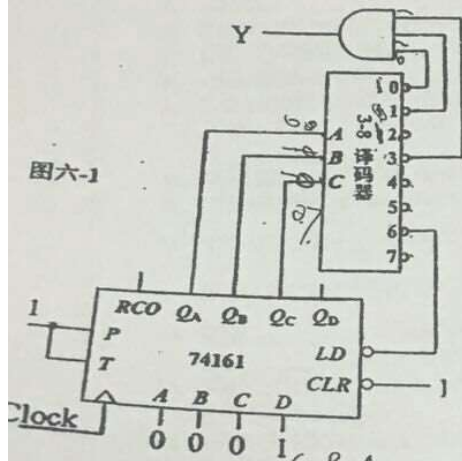 Y
0
1
A 2
B 3
C 4
5
6
7
3-8 译码器
图六-1
1
RCO QA QB QC QD
P
T 74161 LD
CLR 1
A B C D
Clock
0 0 0 1